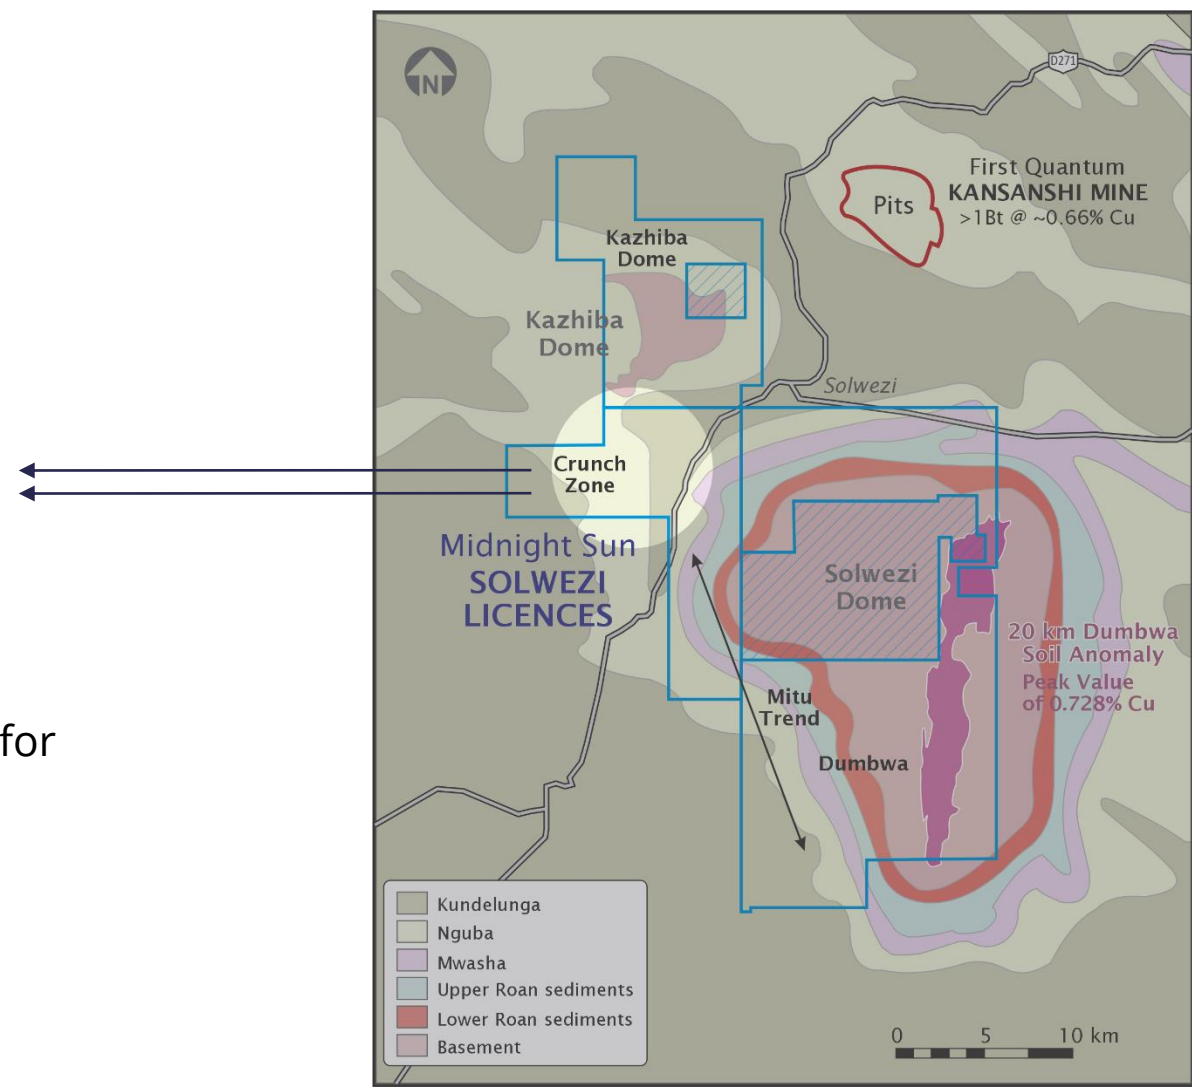 N
D271
First Quantum
KANSANSHI MINE
>1Bt @ ~0.66% Cu
Pits
Kazhiba
Dome
Kazhiba
Dome
Solwezi
Crunch
Zone
Midnight Sun
SOLWEZI
LICENCES
Solwezi
Dome
20 km Dumbwa
Soil Anomaly
Peak Value
of 0.728% Cu
Mitu
Trend
for
Dumbwa
Kundelunga
Nguba
Mwasha
Upper Roan sediments
Lower Roan sediments
Basement
0 5 10 km